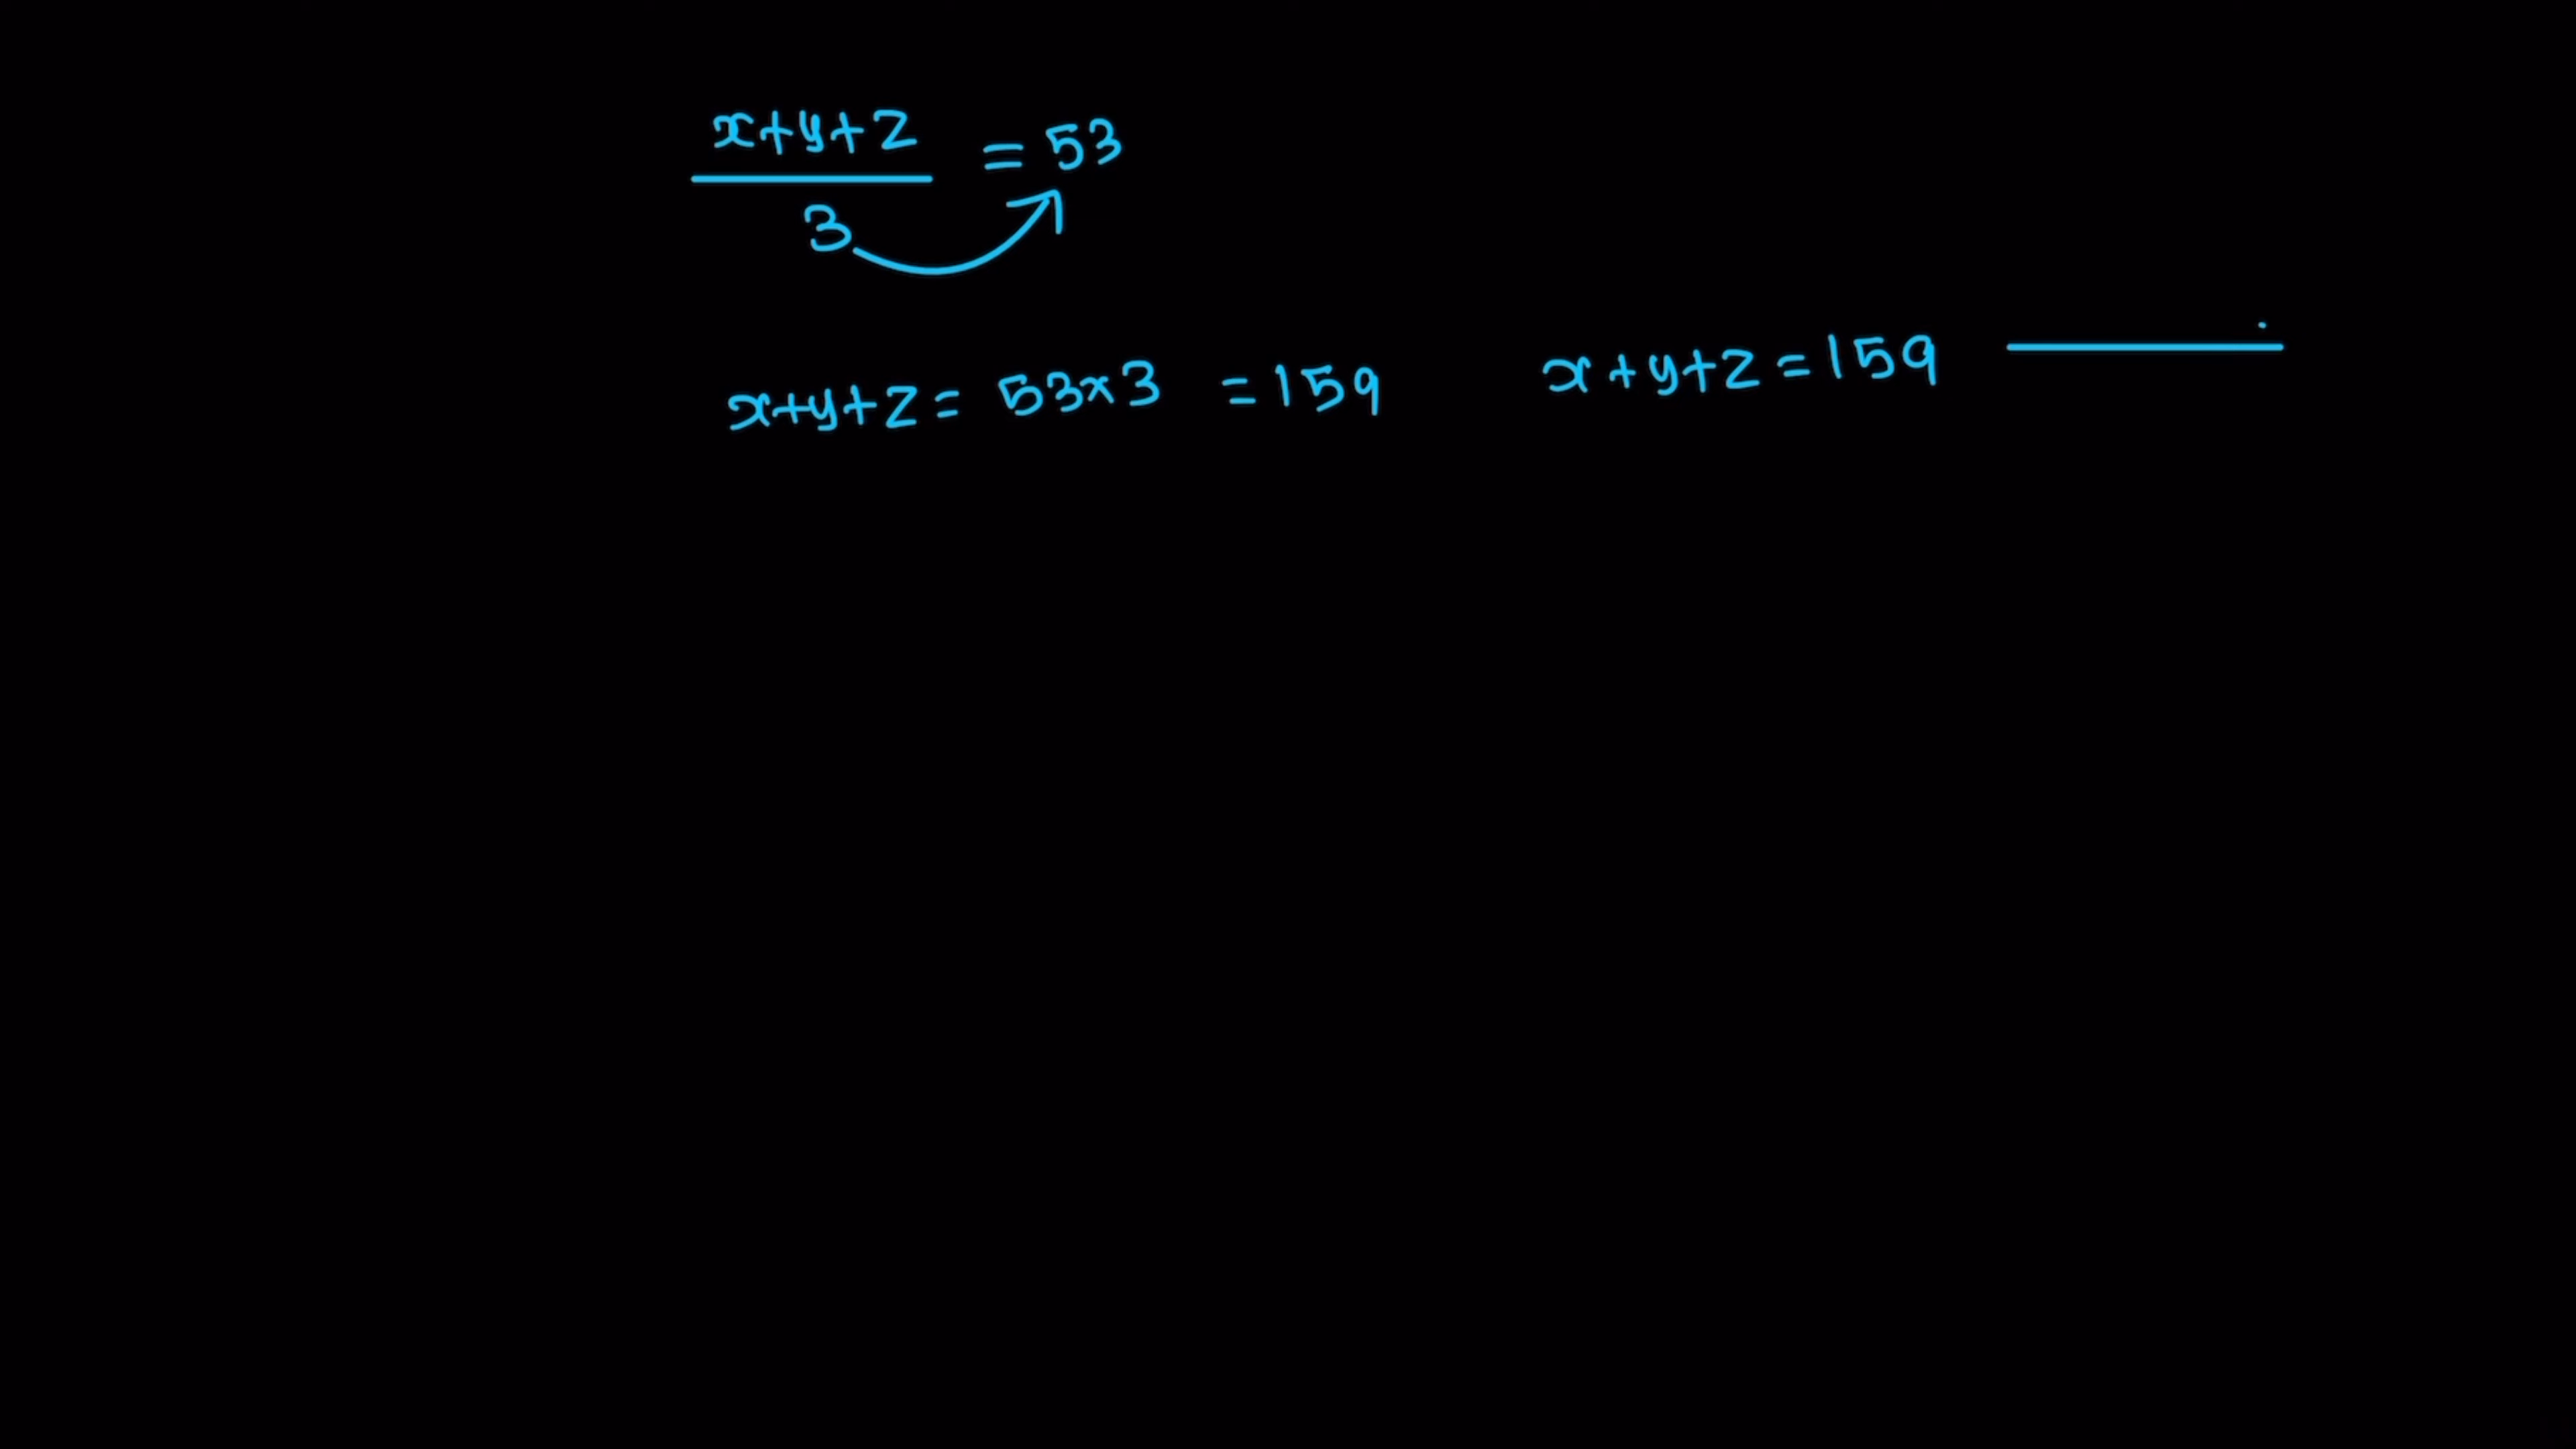 x+y+z = 53
3
x+y+z = 53x3 = 159
x+y+z = 159